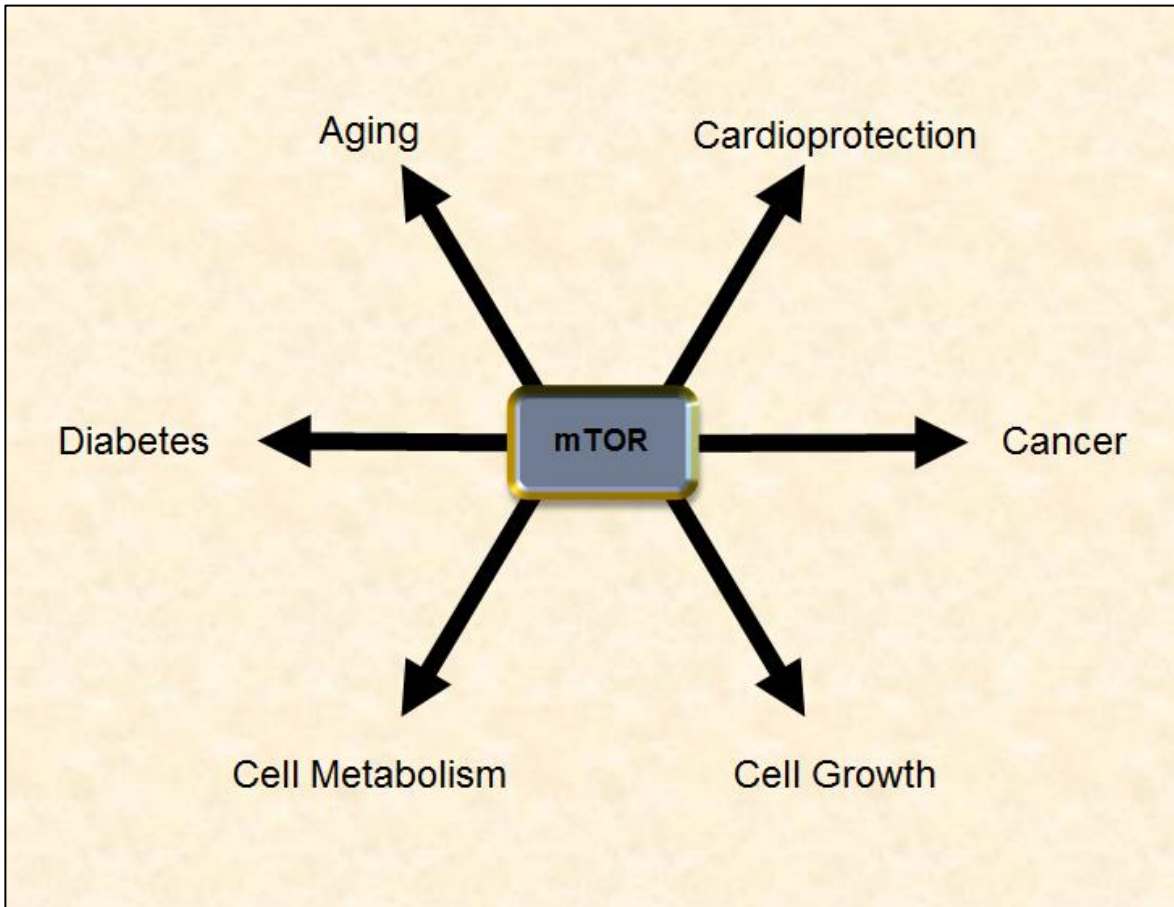 Aging
Cardioprotection
Diabetes
mTOR
Cancer
Cell Metabolism
Cell Growth